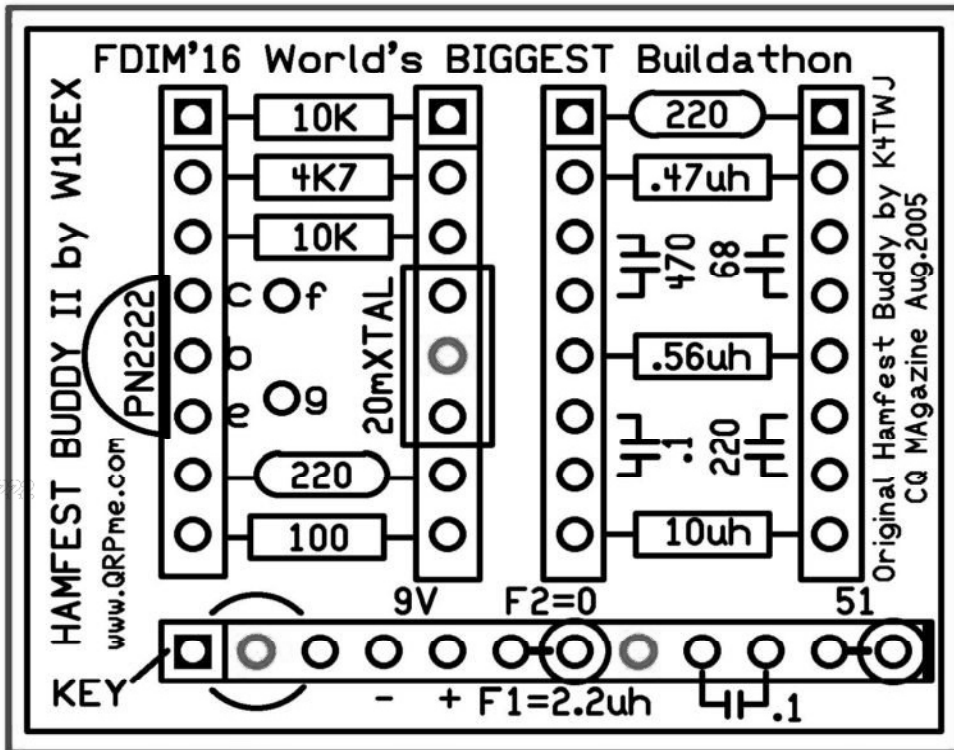 FDIM'16 World's BIGGEST Buildathon
HAMFEST BUDDY II by W1REX
www.QRPme.com
10K
4K7
10K
PN2222
c
f
b
g
e
20mXTAL
220
100
220
.47uh
470
68
.56uh
.1
220
10uh
Original Hamfest Buddy by K4TWJ
CQ MAgazine Aug.2005
9V
F2=0
51
KEY
-
+
F1=2.2uh
.1